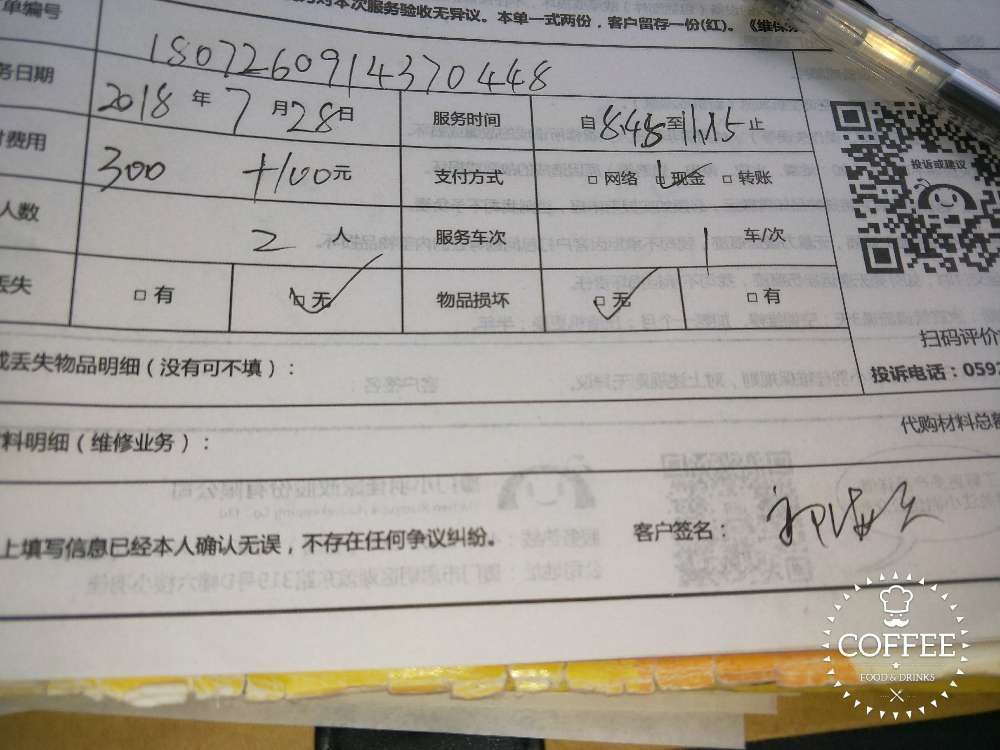 对本次服务验收无异议。本单一式两份，客户留存一份(红)。《维保
单编号 1807260914370448
务日期 2018 年 7 月 28 日 服务时间 自 8:45 至 11:15 止
费用 300 +100 元 支付方式 □ 网络 ☑ 现金 □ 转账
人数 2 人 服务车次 1 车/次
丢失 □ 有 ☑ 无 物品损坏 ☑ 无 □ 有
投诉或建议
扫码评价
投诉电话：059
或丢失物品明细（没有可不填）：
代购材料总额
料明细（维修业务）：
上填写信息已经本人确认无误，不存在任何争议纠纷。 客户签名：
COFFEE
FOOD & DRINKS